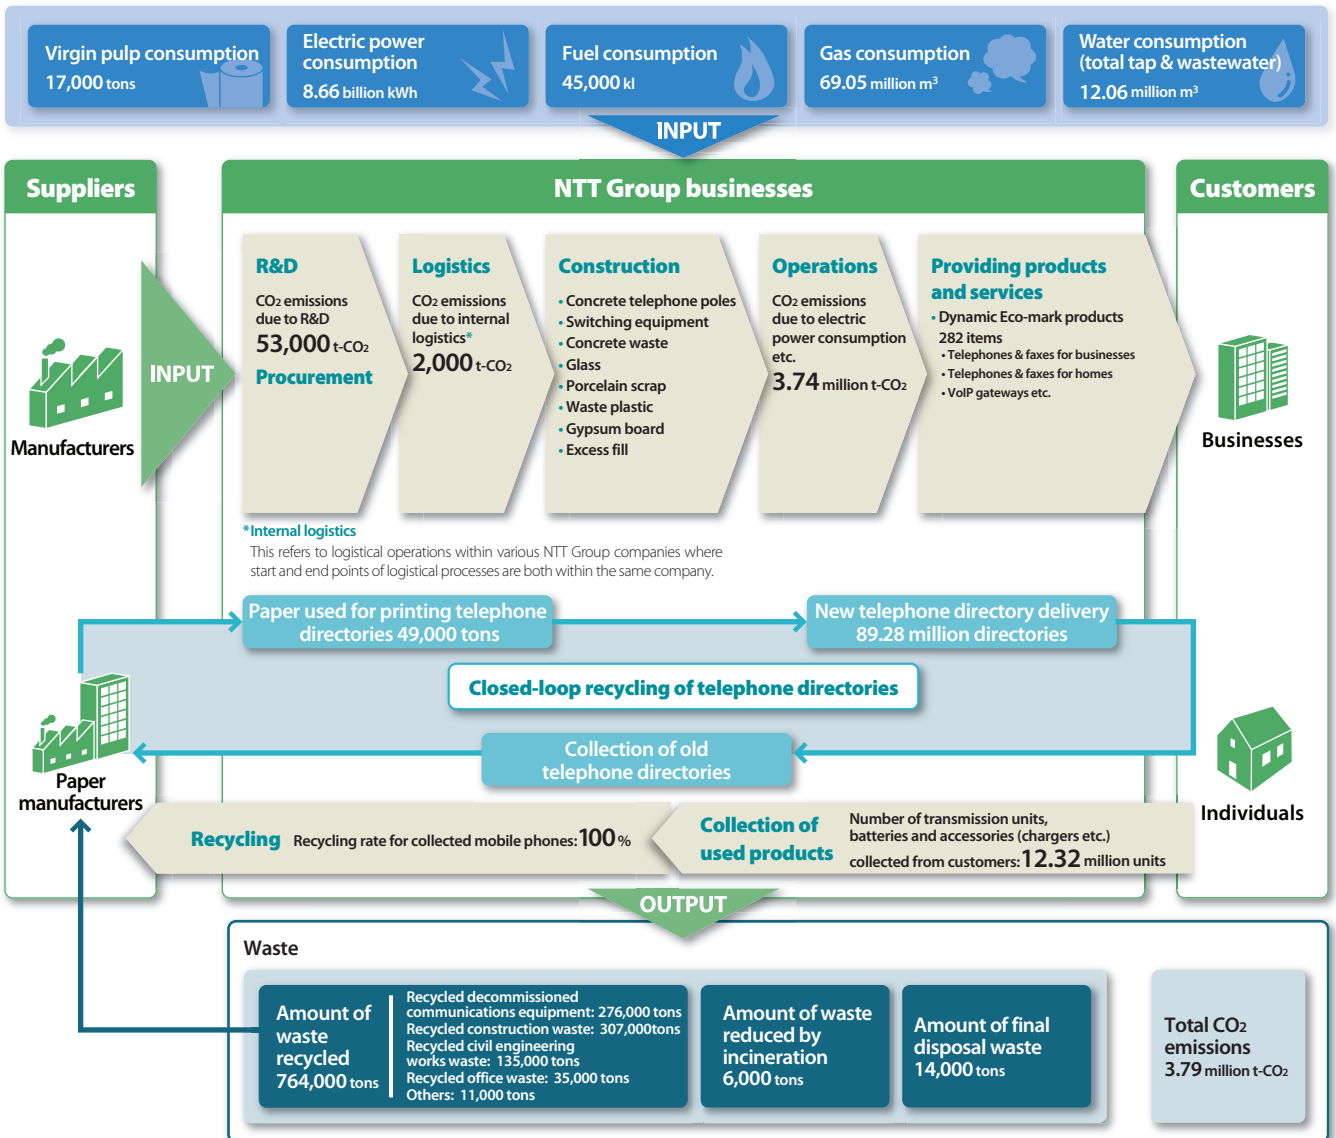 Virgin pulp consumption
17,000 tons
Electric power
consumption
8.66 billion kWh
Fuel consumption
45,000 kl
Gas consumption
69.05 million m³
Water consumption
(total tap & wastewater)
12.06 million m³
INPUT
Suppliers
NTT Group businesses
Customers
INPUT
Manufacturers
R&D
CO₂ emissions
due to R&D
53,000 t-CO₂
Procurement
Logistics
CO₂ emissions
due to internal
logistics*
2,000 t-CO₂
Construction
• Concrete telephone poles
• Switching equipment
• Concrete waste
• Glass
• Porcelain scrap
• Waste plastic
• Gypsum board
• Excess fill
Operations
CO₂ emissions
due to electric
power consumption
etc.
3.74 million t-CO₂
Providing products
and services
• Dynamic Eco-mark products
282 items
• Telephones & faxes for businesses
• Telephones & faxes for homes
• VoIP gateways etc.
Businesses
*Internal logistics
This refers to logistical operations within various NTT Group companies where
start and end points of logistical processes are both within the same company.
Paper used for printing telephone
directories 49,000 tons
New telephone directory delivery
89.28 million directories
Closed-loop recycling of telephone directories
Collection of old
telephone directories
Paper
manufacturers
Individuals
Recycling Recycling rate for collected mobile phones: 100 %
Collection of
used products
Number of transmission units,
batteries and accessories (chargers etc.)
collected from customers: 12.32 million units
OUTPUT
Waste
Amount of
waste
recycled
764,000 tons
Recycled decommissioned
communications equipment: 276,000 tons
Recycled construction waste: 307,000tons
Recycled civil engineering
works waste: 135,000 tons
Recycled office waste: 35,000 tons
Others: 11,000 tons
Amount of waste
reduced by
incineration
6,000 tons
Amount of final
disposal waste
14,000 tons
Total CO₂
emissions
3.79 million t-CO₂